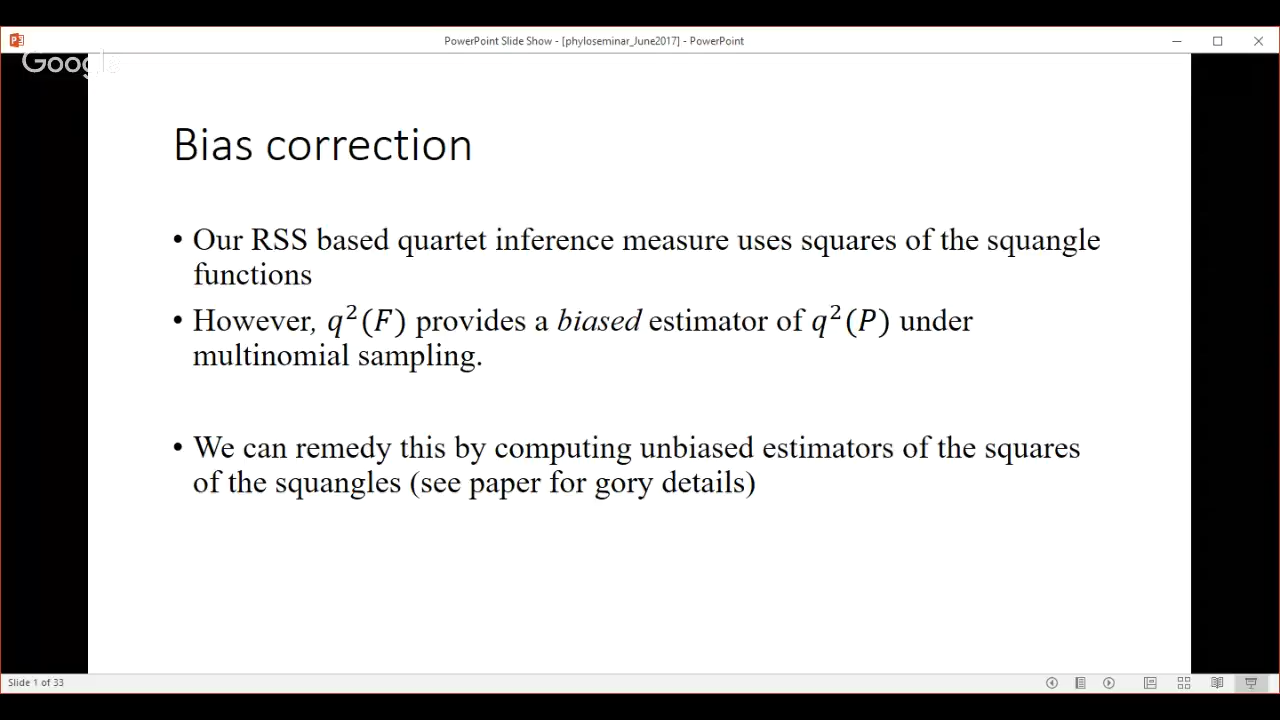 PowerPoint Slide Show - [phyloseminar_June2017] - PowerPoint
Google
Bias correction
• Our RSS based quartet inference measure uses squares of the squangle
functions
• However, q²(F) provides a biased estimator of q²(P) under
multinomial sampling.
• We can remedy this by computing unbiased estimators of the squares
of the squangles (see paper for gory details)
Slide 1 of 33